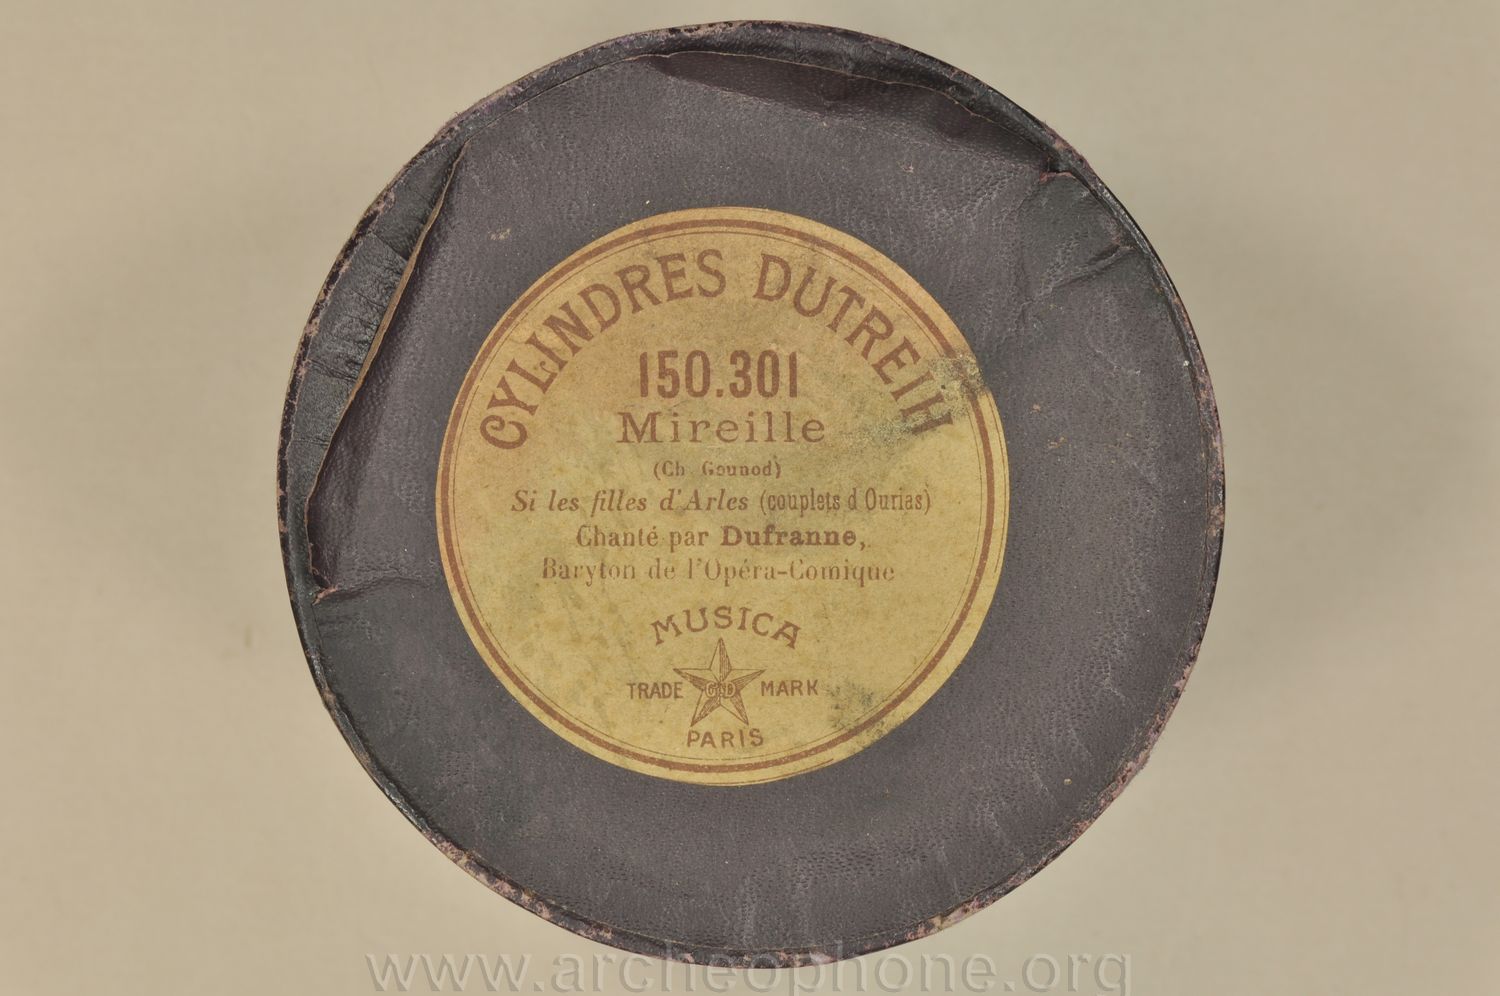 CYLINDRES DUTREIH
150.301
Mireille
(Ch. Gounod)
Si les filles d'Arles (couplets d'Ourias)
Chanté par Dufranne,
Baryton de l'Opéra-Comique
MUSICA
TRADE G&D MARK
PARIS
www.archeophone.org